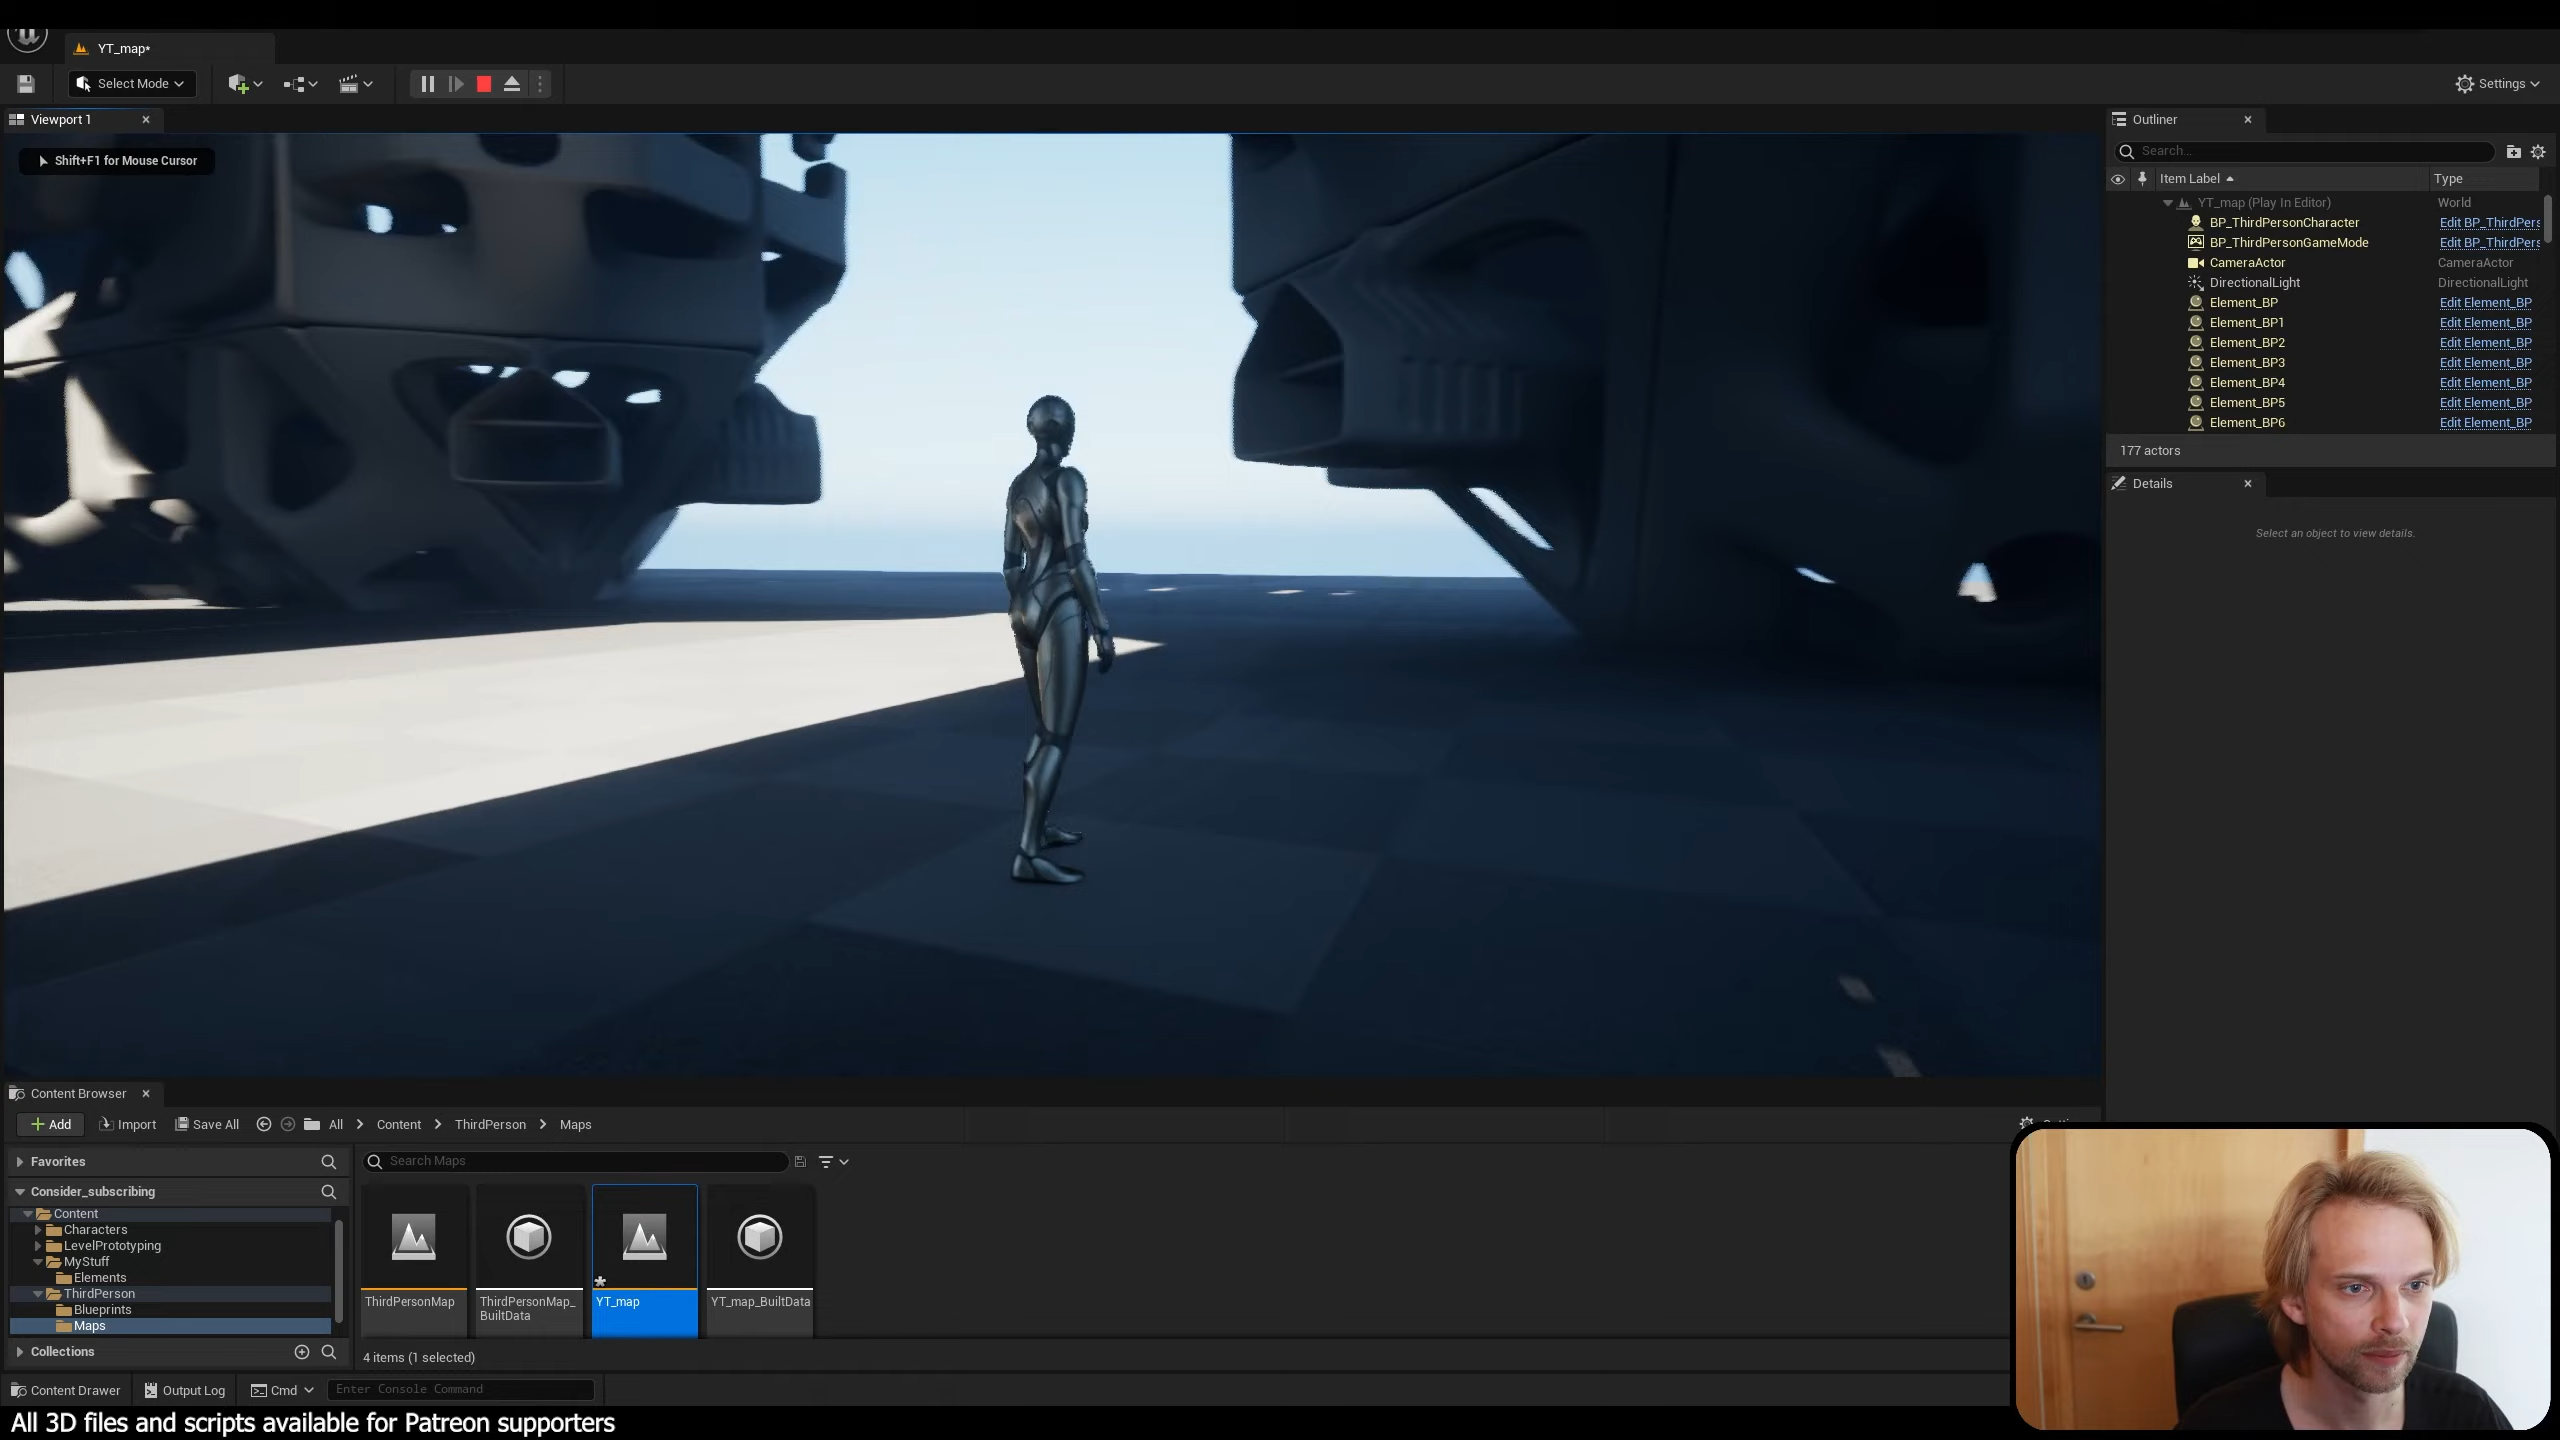 YT_map*
Select Mode
Settings
Viewport 1
Shift+F1 for Mouse Cursor
Outliner
Search...
Item Label
Type
YT_map (Play In Editor)
World
BP_ThirdPersonCharacter
Edit BP_ThirdPers
BP_ThirdPersonGameMode
Edit BP_ThirdPers
CameraActor
CameraActor
DirectionalLight
DirectionalLight
Element_BP
Edit Element_BP
Element_BP1
Edit Element_BP
Element_BP2
Edit Element_BP
Element_BP3
Edit Element_BP
Element_BP4
Edit Element_BP
Element_BP5
Edit Element_BP
Element_BP6
Edit Element_BP
177 actors
Details
Select an object to view details.
Content Browser
Add
Import
Save All
All
Content
ThirdPerson
Maps
Favorites
Search Maps
Consider_subscribing
Content
Characters
LevelPrototyping
MyStuff
Elements
ThirdPerson
Blueprints
Maps
ThirdPersonMap
ThirdPersonMap_
BuiltData
YT_map
YT_map_BuiltData
Collections
4 items (1 selected)
Content Drawer
Output Log
Cmd
Enter Console Command
All 3D files and scripts available for Patreon supporters